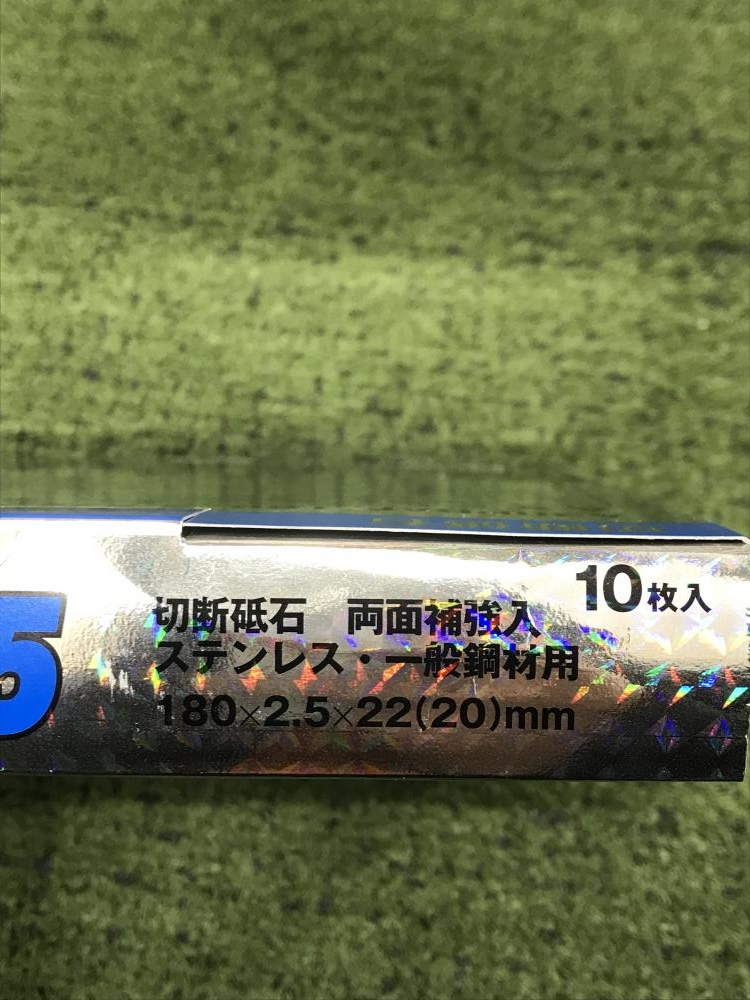 10枚入
切断砥石 両面補強入
ステンレス・一般鋼材用
180×2.5×22(20)mm